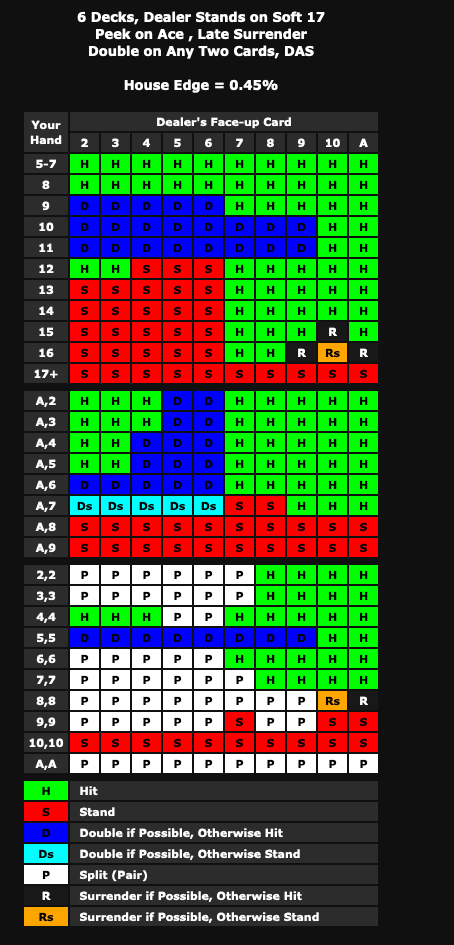 6 Decks, Dealer Stands on Soft 17
Peek on Ace , Late Surrender
Double on Any Two Cards, DAS
House Edge = 0.45%
Your Hand Dealer's Face-up Card
2 3 4 5 6 7 8 9 10 A
5-7 H H H H H H H H H H
8 H H H H H H H H H H
9 D D D D D H H H H H
10 D D D D D D D D H H
11 D D D D D D D D H H
12 H H S S S H H H H H
13 S S S S S H H H H H
14 S S S S S H H H H H
15 S S S S S H H H R H
16 S S S S S H H R Rs R
17+ S S S S S S S S S S
A,2 H H H D D H H H H H
A,3 H H H D D H H H H H
A,4 H H D D D H H H H H
A,5 H H D D D H H H H H
A,6 D D D D D H H H H H
A,7 Ds Ds Ds Ds Ds S S H H H
A,8 S S S S S S S S S S
A,9 S S S S S S S S S S
2,2 P P P P P P H H H H
3,3 P P P P P P H H H H
4,4 H H H P P H H H H H
5,5 D D D D D D D D H H
6,6 P P P P P H H H H H
7,7 P P P P P P H H H H
8,8 P P P P P P P P Rs R
9,9 P P P P P S P P S S
10,10 S S S S S S S S S S
A,A P P P P P P P P P P
H Hit
S Stand
D Double if Possible, Otherwise Hit
Ds Double if Possible, Otherwise Stand
P Split (Pair)
R Surrender if Possible, Otherwise Hit
Rs Surrender if Possible, Otherwise Stand